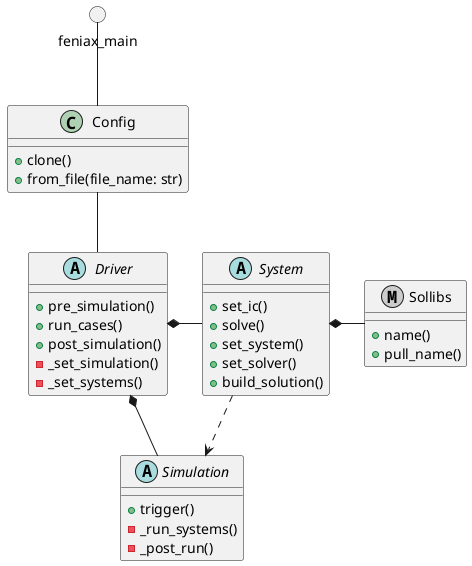 feniax_main
C Config
clone()
from_file(file_name: str)
A Driver
pre_simulation()
run_cases()
post_simulation()
_set_simulation()
_set_systems()
A System
set_ic()
solve()
set_system()
set_solver()
build_solution()
M Sollibs
name()
pull_name()
A Simulation
trigger()
_run_systems()
_post_run()